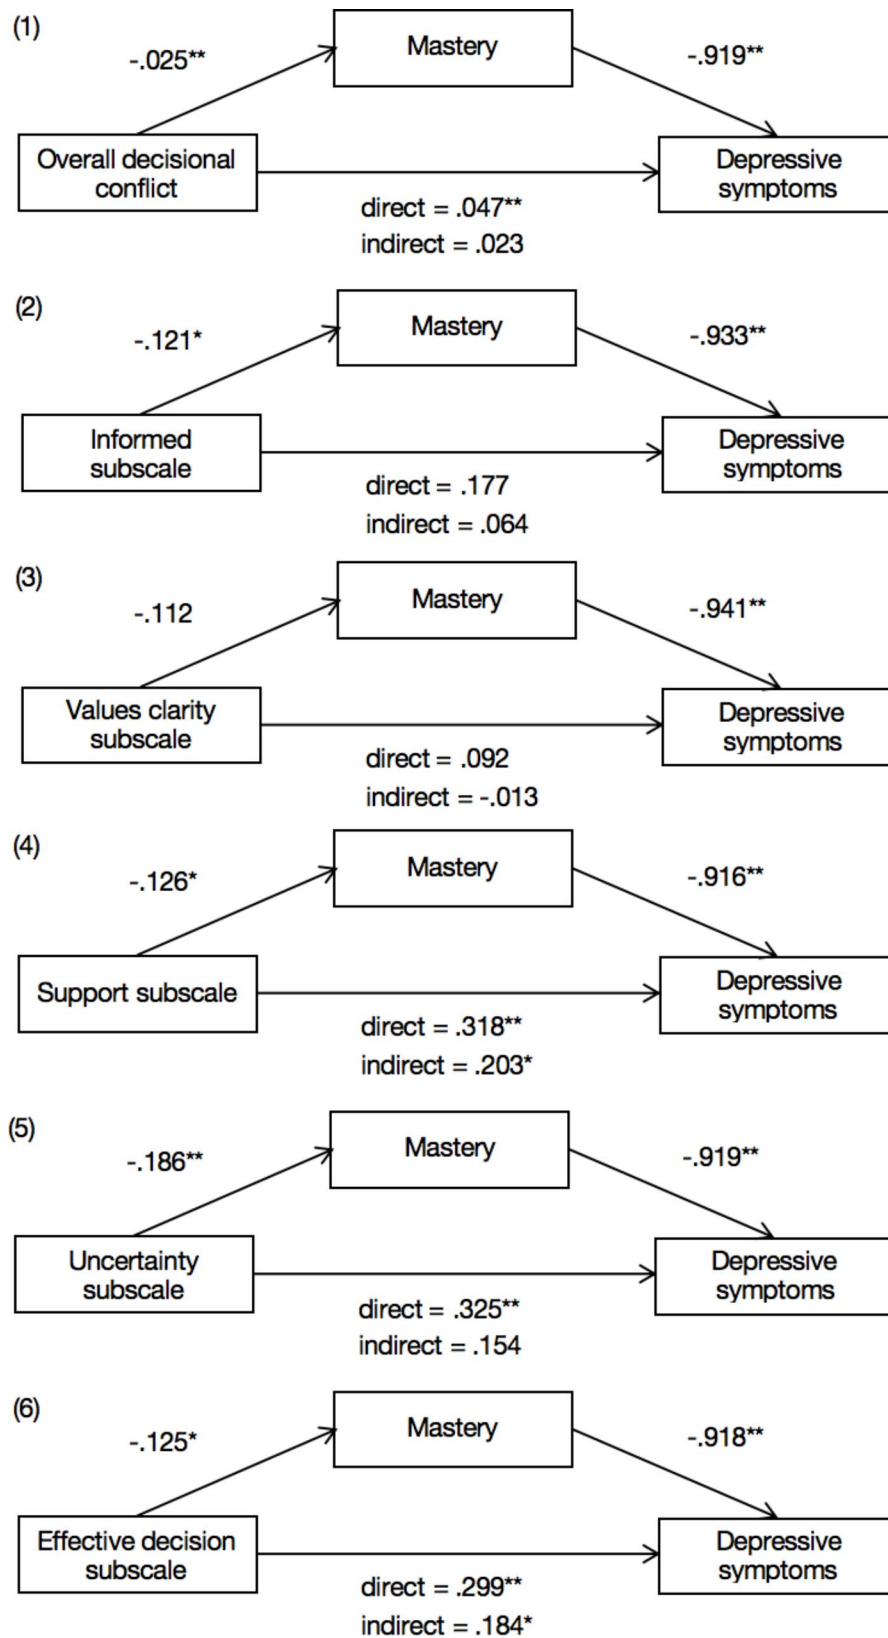 (1)
Mastery
-.025**
-.919**
Overall decisional
conflict
Depressive
symptoms
direct = .047**
indirect = .023
(2)
Mastery
-.121*
-.933**
Informed
subscale
Depressive
symptoms
direct = .177
indirect = .064
(3)
Mastery
-.112
-.941**
Values clarity
subscale
Depressive
symptoms
direct = .092
indirect = -.013
(4)
Mastery
-.126*
-.916**
Support subscale
Depressive
symptoms
direct = .318**
indirect = .203*
(5)
Mastery
-.186**
-.919**
Uncertainty
subscale
Depressive
symptoms
direct = .325**
indirect = .154
(6)
Mastery
-.125*
-.918**
Effective decision
subscale
Depressive
symptoms
direct = .299**
indirect = .184*